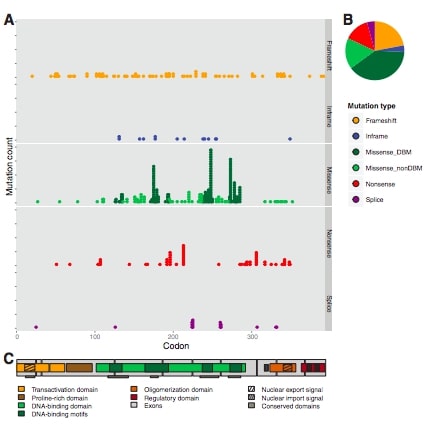 A
B
Frameshift
Inframe
Missense
Nonsense
Splice
Mutation count
0
100
200
300
Codon
Mutation type
Frameshift
Inframe
Missense_DBM
Missense_nonDBM
Nonsense
Splice
C
Transactivation domain
Proline-rich domain
DNA-binding domain
DNA-binding motifs
Oligomerization domain
Regulatory domain
Exons
Nuclear export signal
Nuclear import signal
Conserved domains